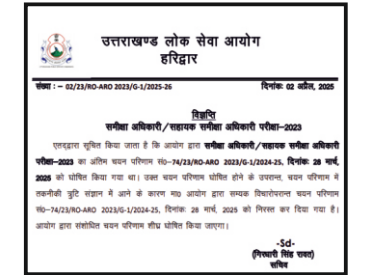 उत्तराखण्ड लोक सेवा आयोग
हरिद्वार
संख्या : – 02/23/RO-ARO 2023/G-1/2025-26 दिनांकः 02 अप्रैल, 2025
विज्ञप्ति
समीक्षा अधिकारी/सहायक समीक्षा अधिकारी परीक्षा–2023
एतद्द्वारा सूचित किया जाता है कि आयोग द्वारा समीक्षा अधिकारी/सहायक समीक्षा अधिकारी
परीक्षा–2023 का अंतिम चयन परिणाम सं0–74/23/RO-ARO 2023/G-1/2024-25, दिनांकः 28 मार्च,
2025 को घोषित किया गया था। उक्त चयन परिणाम घोषित होने के उपरान्त, चयन परिणाम में
तकनीकी त्रुटि संज्ञान में आने के कारण मा0 आयोग द्वारा सम्यक विचारोपरान्त चयन परिणाम
सं0–74/23/RO-ARO 2023/G-1/2024-25, दिनांकः 28 मार्च, 2025 को निरस्त कर दिया गया है।
आयोग द्वारा संशोधित चयन परिणाम शीघ्र घोषित किया जाएगा।
-Sd-
(गिरधारी सिंह रावत)
सचिव